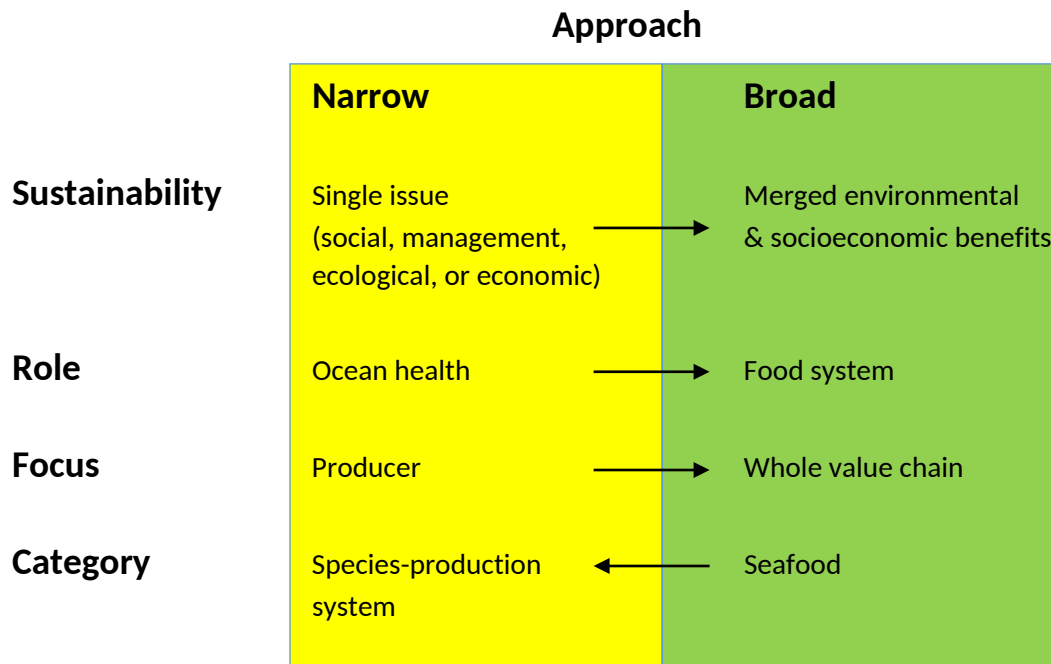 Approach
Narrow Broad
Sustainability Single issue Merged environmental
(social, management, & socioeconomic benefits
ecological, or economic)
Role Ocean health Food system
Focus Producer Whole value chain
Category Species-production Seafood
system